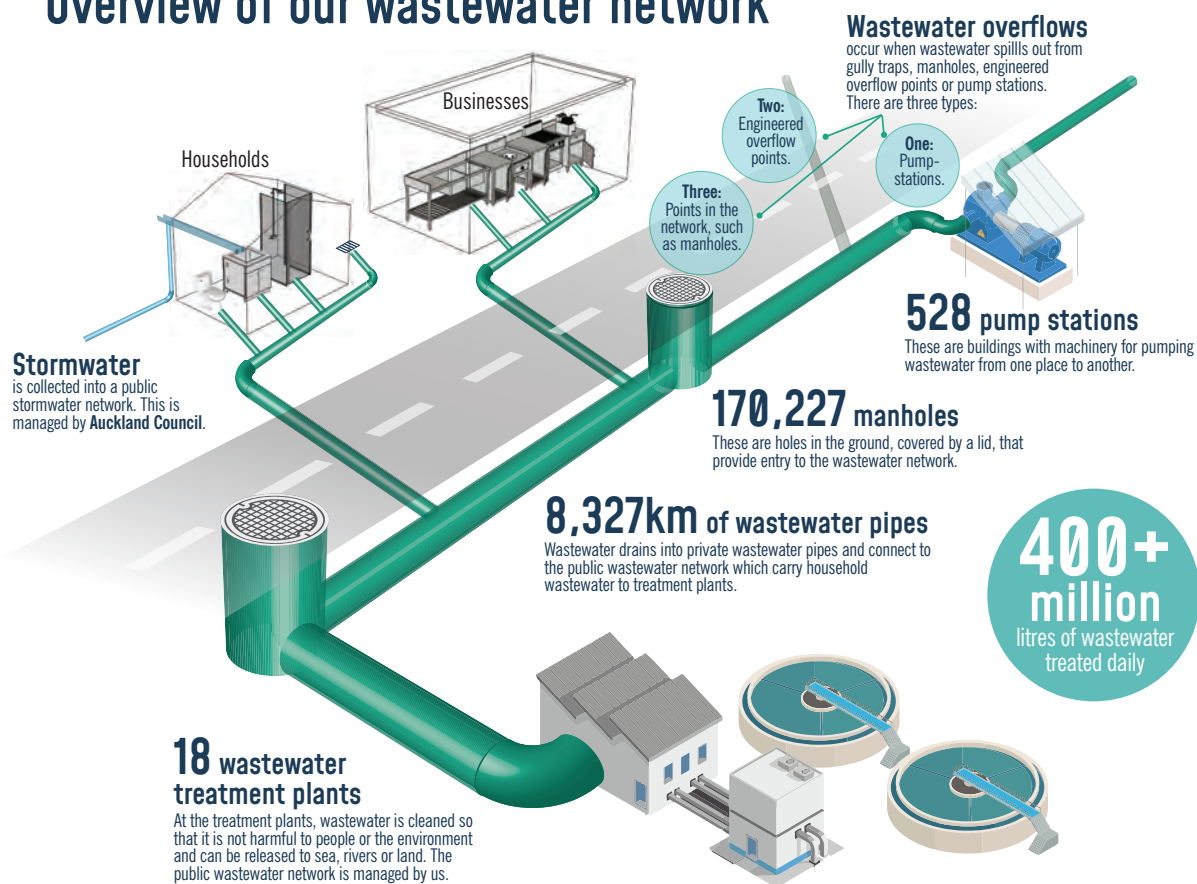 Overview of our wastewater network
Wastewater overflows
occur when wastewater spillls out from
gully traps, manholes, engineered
overflow points or pump stations.
There are three types:
Two:
Engineered
overflow
points.
One:
Pump-
stations.
Three:
Points in the
network, such
as manholes.
Businesses
Households
Stormwater
is collected into a public
stormwater network. This is
managed by Auckland Council.
528 pump stations
These are buildings with machinery for pumping
wastewater from one place to another.
170,227 manholes
These are holes in the ground, covered by a lid, that
provide entry to the wastewater network.
8,327km of wastewater pipes
Wastewater drains into private wastewater pipes and connect to
the public wastewater network which carry household
wastewater to treatment plants.
400+
million
litres of wastewater
treated daily
18 wastewater
treatment plants
At the treatment plants, wastewater is cleaned so
that it is not harmful to people or the environment
and can be released to sea, rivers or land. The
public wastewater network is managed by us.